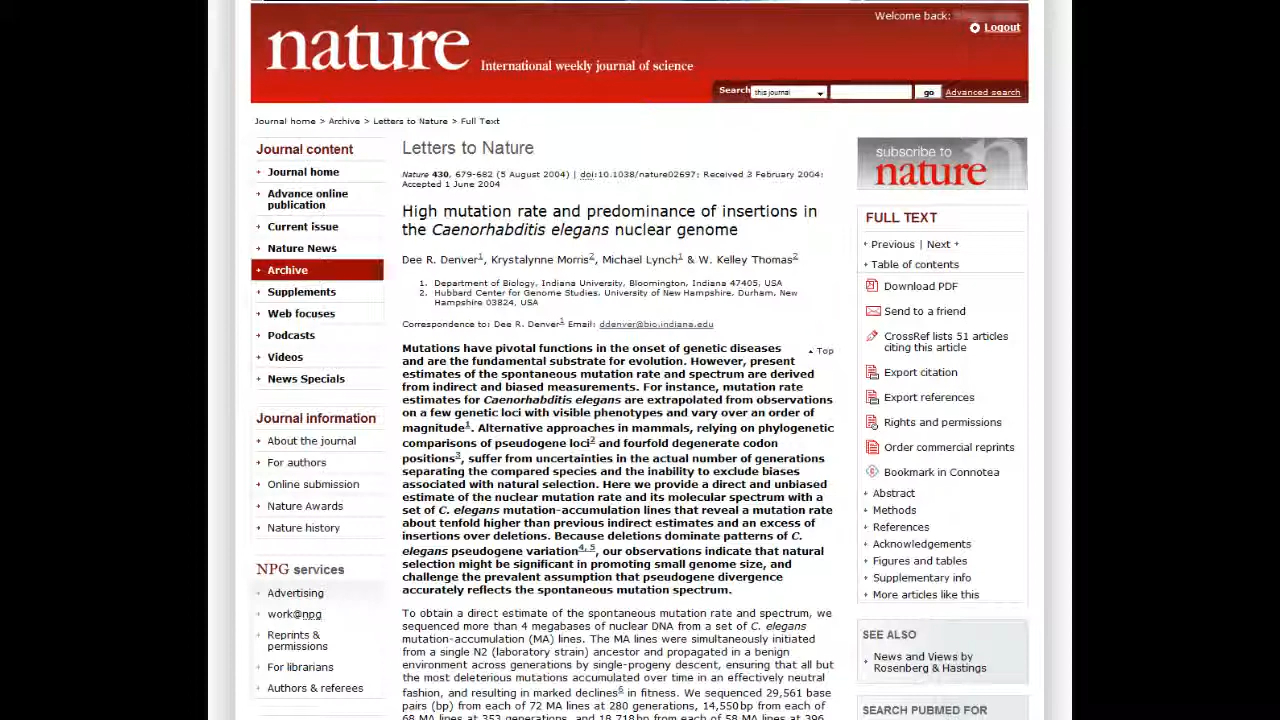 Welcome back:
Logout
nature International weekly journal of science
Search this journal go Advanced search
Journal home > Archive > Letters to Nature > Full Text
Journal content
Journal home
Advance online
publication
Current issue
Nature News
Archive
Supplements
Web focuses
Podcasts
Videos
News Specials
Journal information
About the journal
For authors
Online submission
Nature Awards
Nature history
NPG services
Advertising
work@npg
Reprints &
permissions
For librarians
Authors & referees
Letters to Nature
Nature 430, 679-682 (5 August 2004) | doi:10.1038/nature02697; Received 3 February 2004;
Accepted 1 June 2004
High mutation rate and predominance of insertions in
the Caenorhabditis elegans nuclear genome
Dee R. Denver1, Krystalynne Morris2, Michael Lynch1 & W. Kelley Thomas2
1. Department of Biology, Indiana University, Bloomington, Indiana 47405, USA
2. Hubbard Center for Genome Studies, University of New Hampshire, Durham, New
Hampshire 03824, USA
Correspondence to: Dee R. Denver1 Email: ddenver@bio.indiana.edu
Top
Mutations have pivotal functions in the onset of genetic diseases
and are the fundamental substrate for evolution. However, present
estimates of the spontaneous mutation rate and spectrum are derived
from indirect and biased measurements. For instance, mutation rate
estimates for Caenorhabditis elegans are extrapolated from observations
on a few genetic loci with visible phenotypes and vary over an order of
magnitude1. Alternative approaches in mammals, relying on phylogenetic
comparisons of pseudogene loci2 and fourfold degenerate codon
positions3, suffer from uncertainties in the actual number of generations
separating the compared species and the inability to exclude biases
associated with natural selection. Here we provide a direct and unbiased
estimate of the nuclear mutation rate and its molecular spectrum with a
set of C. elegans mutation-accumulation lines that reveal a mutation rate
about tenfold higher than previous indirect estimates and an excess of
insertions over deletions. Because deletions dominate patterns of C.
elegans pseudogene variation4, 5, our observations indicate that natural
selection might be significant in promoting small genome size, and
challenge the prevalent assumption that pseudogene divergence
accurately reflects the spontaneous mutation spectrum.
To obtain a direct estimate of the spontaneous mutation rate and spectrum, we
sequenced more than 4 megabases of nuclear DNA from a set of C. elegans
mutation-accumulation (MA) lines. The MA lines were simultaneously initiated
from a single N2 (laboratory strain) ancestor and propagated in a benign
environment across generations by single-progeny descent, ensuring that all but
the most deleterious mutations accumulated over time in an effectively neutral
fashion, and resulting in marked declines6 in fitness. We sequenced 29,561 base
pairs (bp) from each of 72 MA lines at 280 generations, 14,550bp from each of
68 MA lines at 353 generations, and 18,718bp from each of 58 MA lines at 396
subscribe to
nature
FULL TEXT
Previous | Next
Table of contents
Download PDF
Send to a friend
CrossRef lists 51 articles
citing this article
Export citation
Export references
Rights and permissions
Order commercial reprints
Bookmark in Connotea
Abstract
Methods
References
Acknowledgements
Figures and tables
Supplementary info
More articles like this
SEE ALSO
News and Views by
Rosenberg & Hastings
SEARCH PUBMED FOR